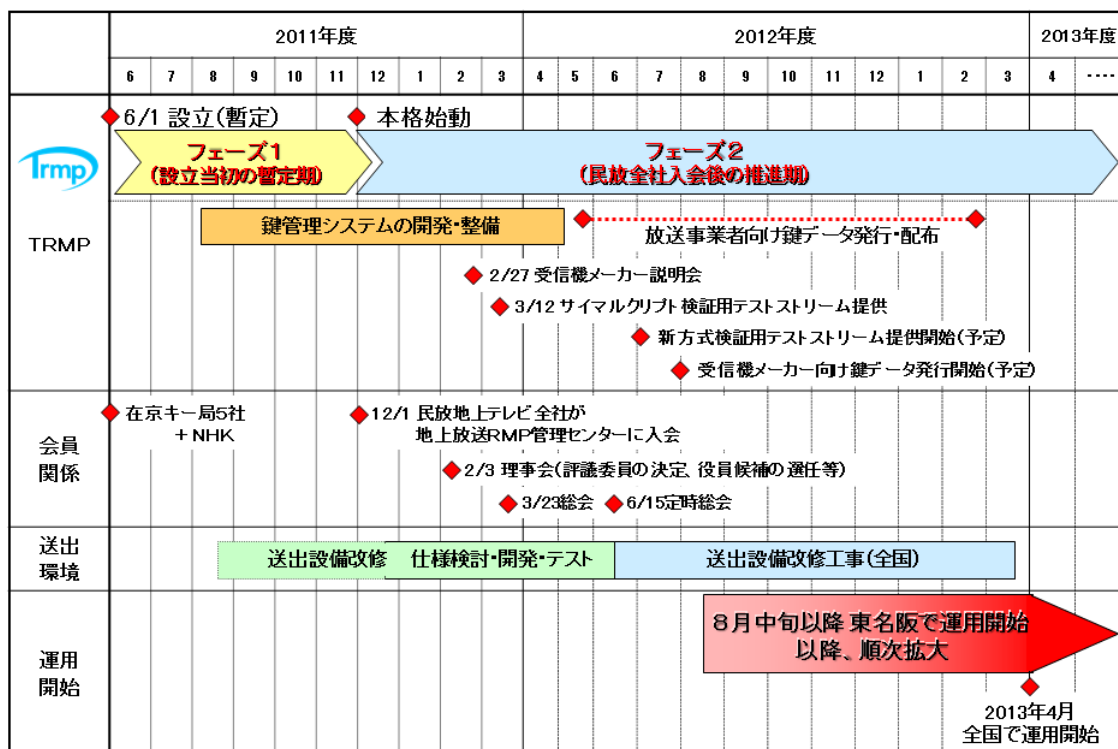 2011年度
2012年度
2013年度
6 7 8 9 10 11 12 1 2 3 4 5 6 7 8 9 10 11 12 1 2 3 4 ····
6/1 設立(暫定)
本格始動
Trmp
フェーズ1
(設立当初の暫定期)
フェーズ2
(民放全社入会後の推進期)
TRMP
鍵管理システムの開発・整備
放送事業者向け鍵データ発行・配布
2/27 受信機メーカー説明会
3/12 サイマルクリプト検証用テストストリーム提供
新方式検証用テストストリーム提供開始(予定)
受信機メーカー向け鍵データ発行開始(予定)
会員
関係
在京キー局5社
+NHK
12/1 民放地上テレビ全社が
地上放送RMP管理センターに入会
2/3 理事会(評議委員の決定、役員候補の選任等)
3/23総会
6/15定時総会
送出
環境
送出設備改修
仕様検討・開発・テスト
送出設備改修工事(全国)
運用
開始
8月中旬以降 東名阪で運用開始
以降、順次拡大
2013年4月
全国で運用開始